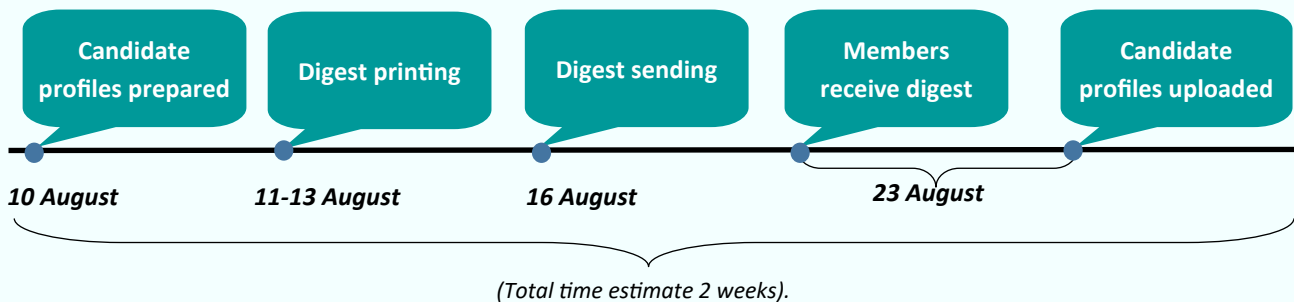 Candidate
profiles prepared
Digest printing
Digest sending
Members
receive digest
Candidate
profiles uploaded
10 August
11-13 August
16 August
23 August
(Total time estimate 2 weeks).